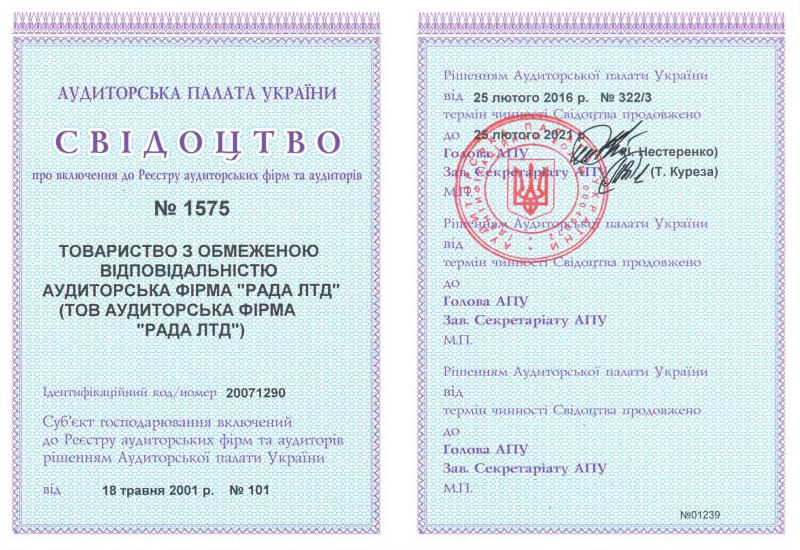 АУДИТОРСЬКА ПАЛАТА УКРАЇНИ
СВІДОЦТВО
про включення до Реєстру аудиторських фірм та аудиторів
№ 1575
ТОВАРИСТВО З ОБМЕЖЕНОЮ
ВІДПОВІДАЛЬНІСТЮ
АУДИТОРСЬКА ФІРМА "РАДА ЛТД"
(ТОВ АУДИТОРСЬКА ФІРМА
"РАДА ЛТД")
Ідентифікаційний код/номер 20071290
Суб'єкт господарювання включений
до Реєстру аудиторських фірм та аудиторів
рішенням Аудиторської палати України
від 18 травня 2001 р. № 101
Рішенням Аудиторської палати України
від 25 лютого 2016 р. № 322/3
термін чинності Свідоцтва продовжено
до 25 лютого 2021 р
Голова АПУ Нестеренко)
Зав. Секретаріату АПУ (Т. Куреза)
М.П.
Рішенням Аудиторської палати України
від
термін чинності Свідоцтва продовжено
до
Голова АПУ
Зав. Секретаріату АПУ
М.П.
Рішенням Аудиторської палати України
від
термін чинності Свідоцтва продовжено
до
Голова АПУ
Зав. Секретаріату АПУ
М.П.
№01239
АУДИТОРСЬКА ПАЛАТА УКРАЇНИ